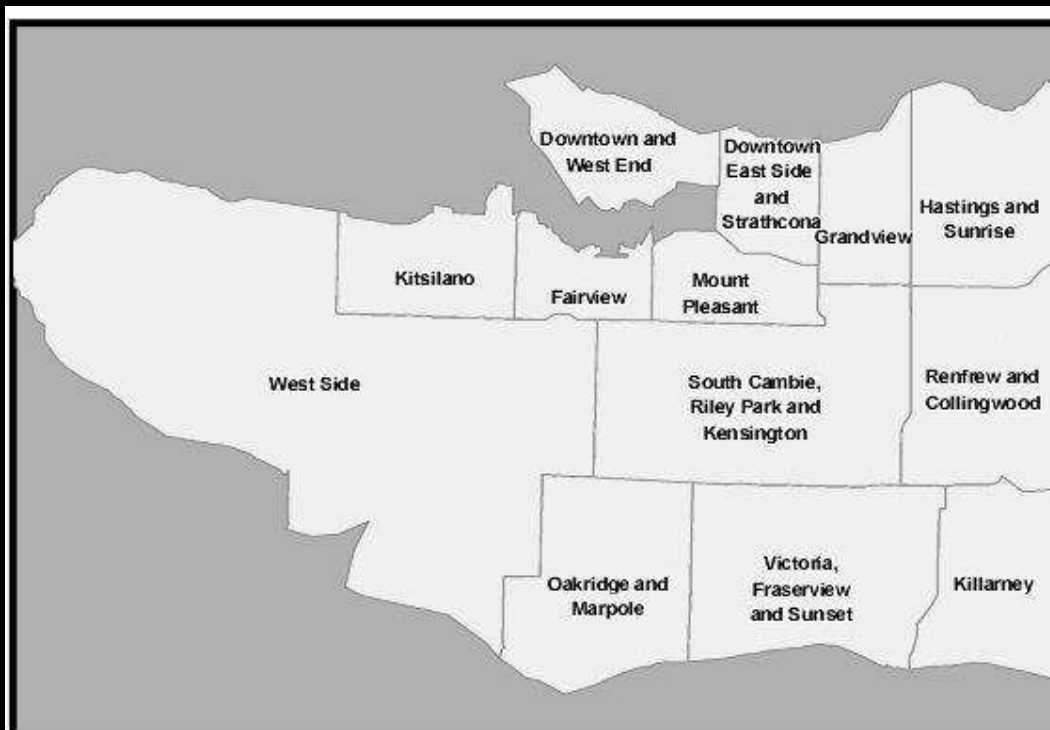 Downtown and
West End
Downtown
East Side
and
Strathcona
Grandview
Hastings and
Sunrise
Kitsilano
Fairview
Mount
Pleasant
West Side
South Cambie,
Riley Park and
Kensington
Renfrew and
Collingwood
Oakridge and
Marpole
Victoria,
Fraserview
and Sunset
Killarney